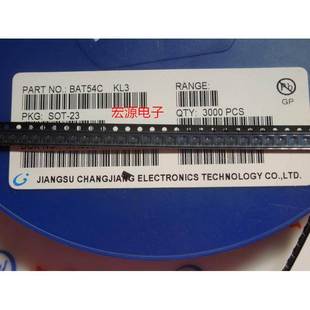 PART NO.: BAT54C KL3 RANGE
宏源电子
PKG: SOT-23 QTY: 3000 PCS
GP
JIANGSU CHANGJIANG ELECTRONICS TECHNOLOGY CO.,LTD.